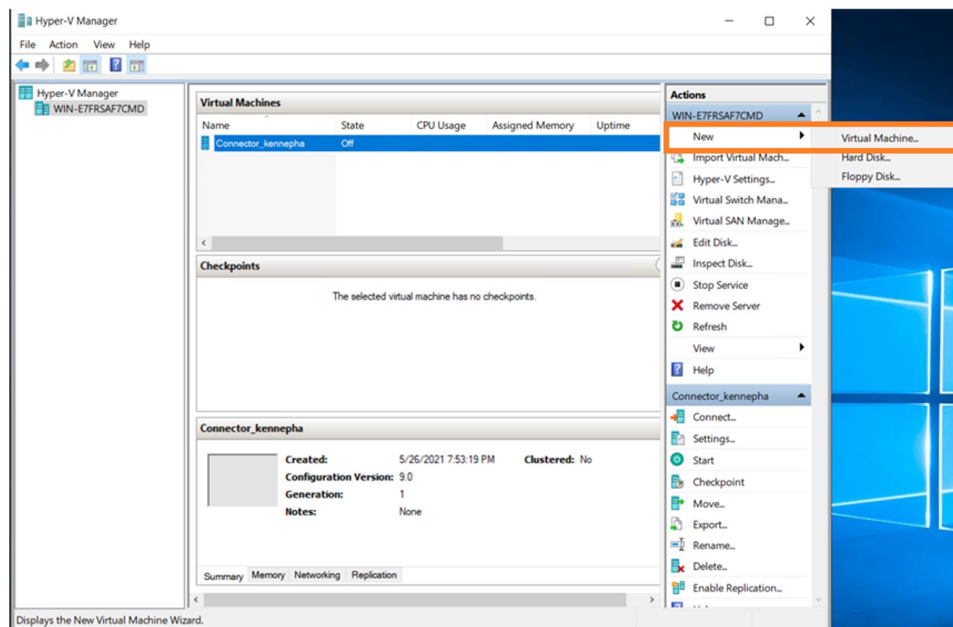 Hyper-V Manager
File Action View Help
Hyper-V Manager
WIN-E7FRSAF7CMD
Virtual Machines
Name State CPU Usage Assigned Memory Uptime
Connector_kennepha Off
Checkpoints
The selected virtual machine has no checkpoints.
Connector_kennepha
Created: 5/26/2021 7:53:19 PM Clustered: No
Configuration Version: 9.0
Generation: 1
Notes: None
Summary Memory Networking Replication
Actions
WIN-E7FRSAF7CMD
New
Import Virtual Mach...
Hyper-V Settings...
Virtual Switch Mana...
Virtual SAN Manage...
Edit Disk...
Inspect Disk...
Stop Service
Remove Server
Refresh
View
Help
Connector_kennepha
Connect...
Settings...
Start
Checkpoint
Move...
Export...
Rename...
Delete...
Enable Replication...
Virtual Machine...
Hard Disk...
Floppy Disk...
Displays the New Virtual Machine Wizard.